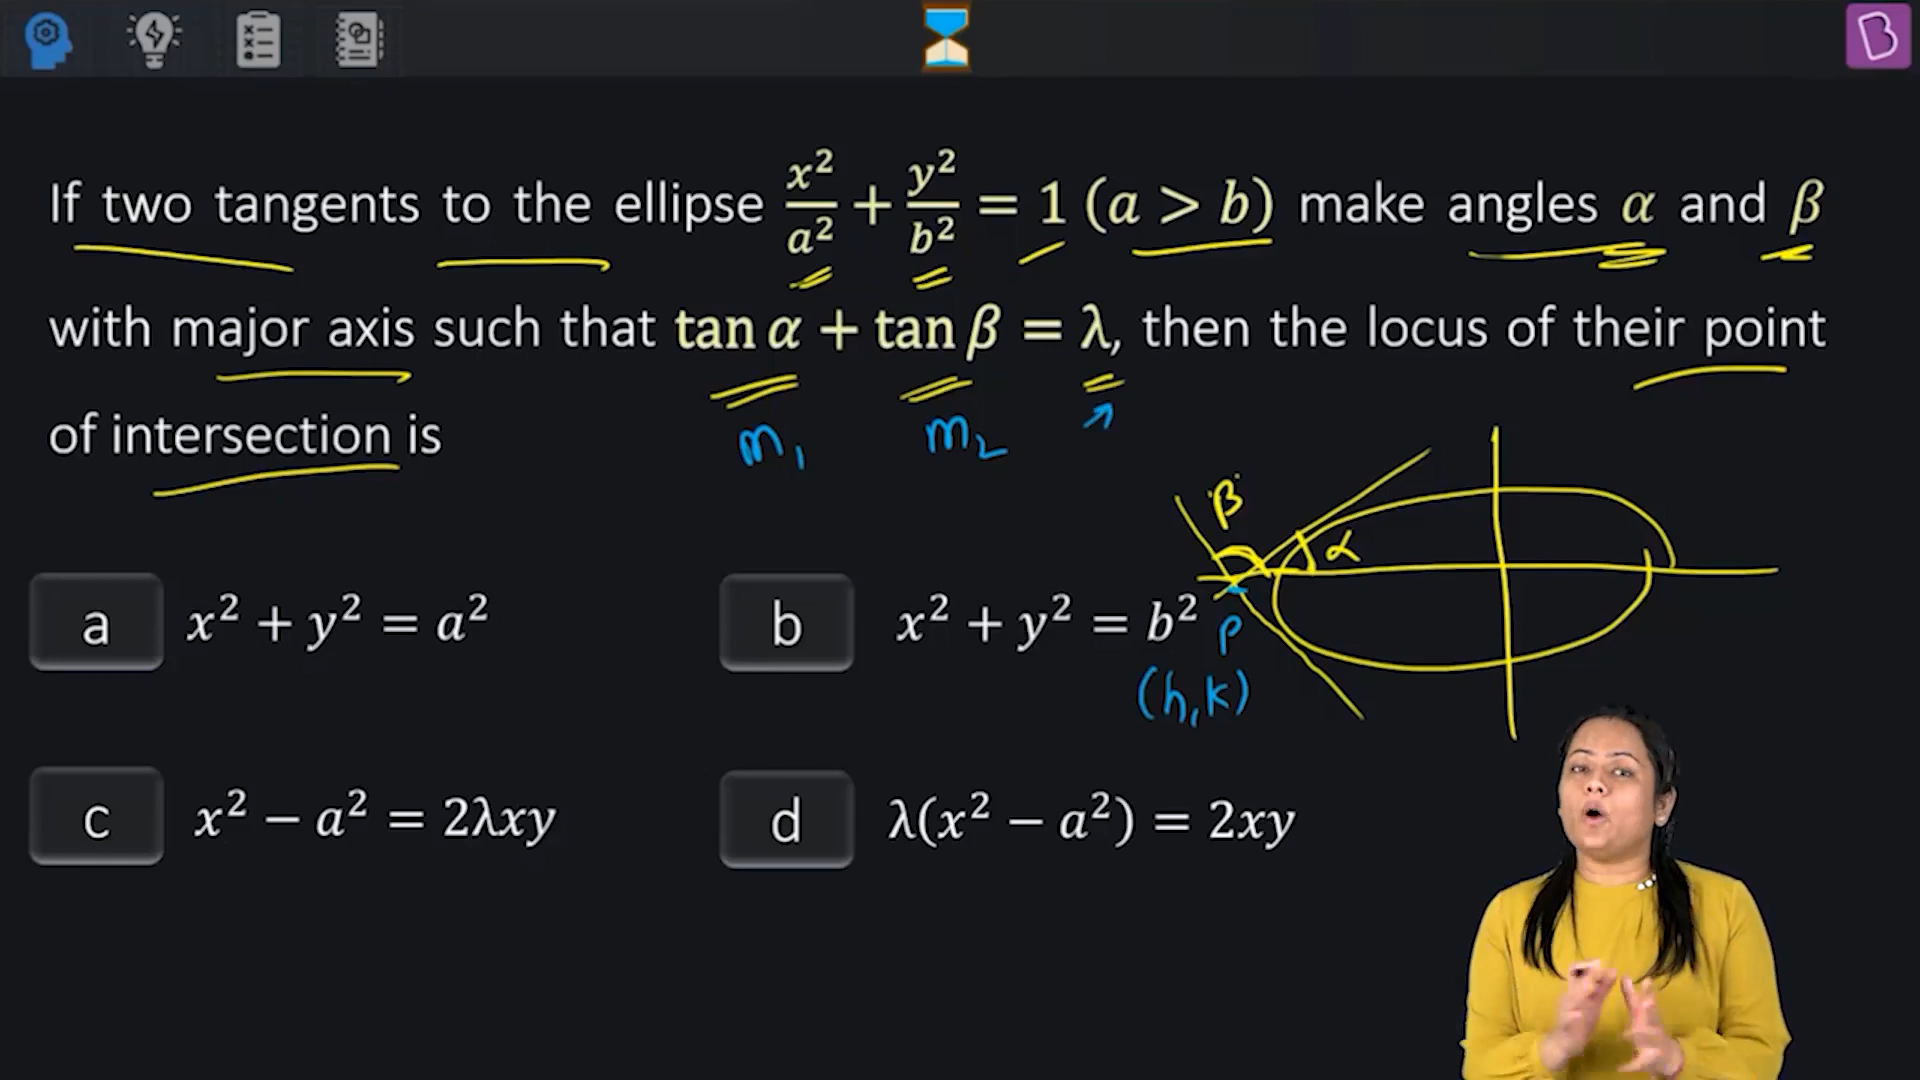 If two tangents to the ellipse x²/a² + y²/b² = 1 (a > b) make angles α and β
with major axis such that tan α + tan β = λ, then the locus of their point
of intersection is
m₁ m₂
β
α
a x² + y² = a²
b x² + y² = b²
P
(h,k)
c x² − a² = 2λxy
d λ(x² − a²) = 2xy